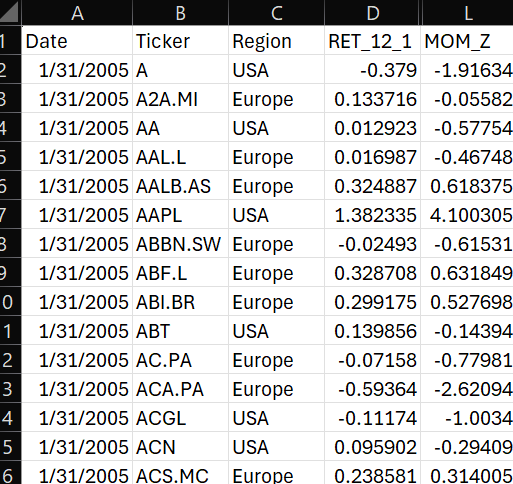 A B C D L
1 Date Ticker Region RET_12_1 MOM_Z
2 1/31/2005 A USA -0.379 -1.91634
3 1/31/2005 A2A.MI Europe 0.133716 -0.05582
4 1/31/2005 AA USA 0.012923 -0.57754
5 1/31/2005 AAL.L Europe 0.016987 -0.46748
6 1/31/2005 AALB.AS Europe 0.324887 0.618375
7 1/31/2005 AAPL USA 1.382335 4.100305
8 1/31/2005 ABBN.SW Europe -0.02493 -0.61531
9 1/31/2005 ABF.L Europe 0.328708 0.631849
0 1/31/2005 ABI.BR Europe 0.299175 0.527698
1 1/31/2005 ABT USA 0.139856 -0.14394
2 1/31/2005 AC.PA Europe -0.07158 -0.77981
3 1/31/2005 ACA.PA Europe -0.59364 -2.62094
4 1/31/2005 ACGL USA -0.11174 -1.0034
5 1/31/2005 ACN USA 0.095902 -0.29409
6 1/31/2005 ACS.MC Europe 0.238581 0.314005